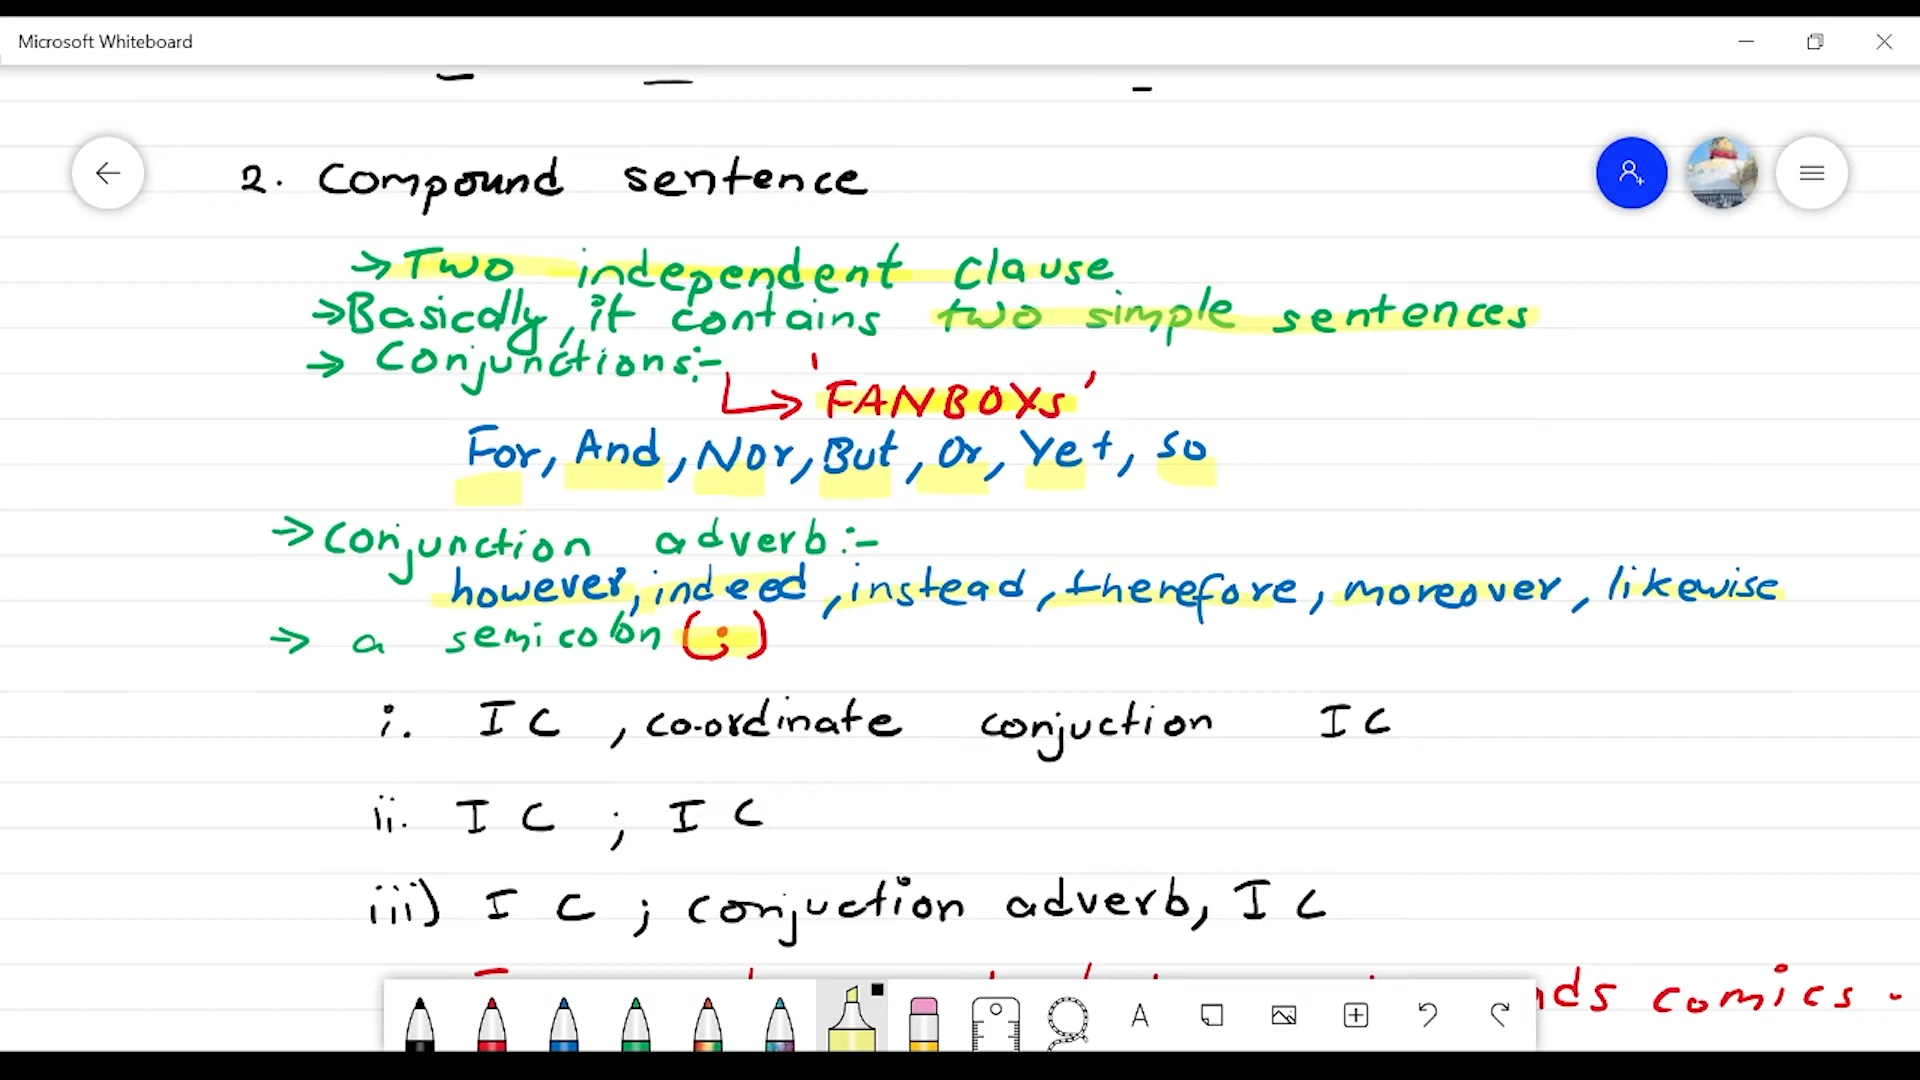 Microsoft Whiteboard
2. Compound sentence
→ Two independent clause
→ Basically, it contains two simple sentences
→ Conjunctions:-
↳ 'FANBOYs'
For, And, Nor, But, Or, Yet, so
→ conjunction adverb:-
however, indeed, instead, therefore, moreover, likewise
→ a semicolon (;)
i. IC , co-ordinate conjuction IC
ii. IC ; IC
iii) IC ; conjuction adverb, IC
nds comics.